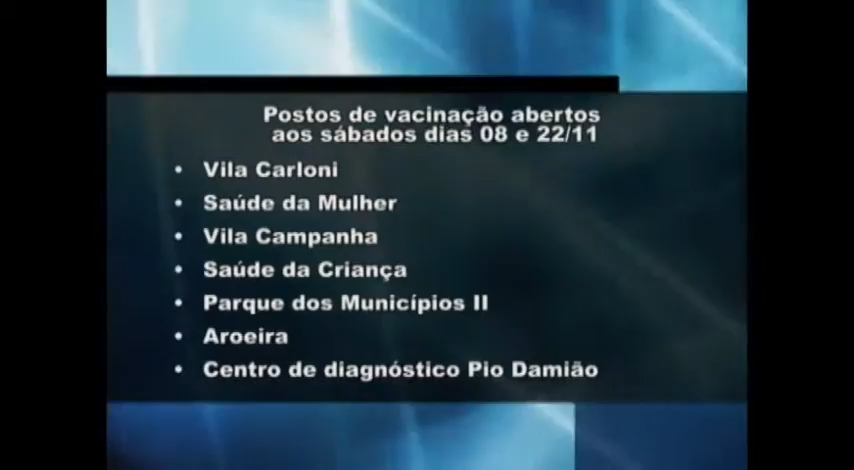 Postos de vacinação abertos
aos sábados dias 08 e 22/11
• Vila Carloni
• Saúde da Mulher
• Vila Campanha
• Saúde da Criança
• Parque dos Municípios II
• Aroeira
• Centro de diagnóstico Pio Damião